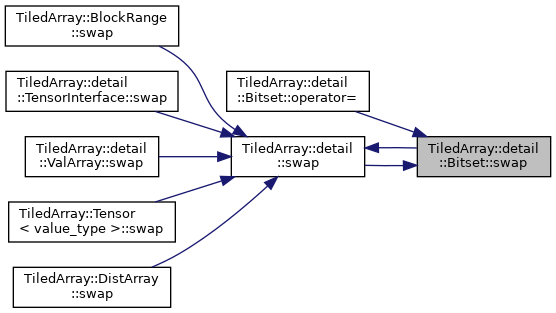 TiledArray::BlockRange
::swap
TiledArray::detail
::TensorInterface::swap
TiledArray::detail
::ValArray::swap
TiledArray::Tensor
< value_type >::swap
TiledArray::DistArray
::swap
TiledArray::detail
::Bitset::operator=
TiledArray::detail
::swap
TiledArray::detail
::Bitset::swap